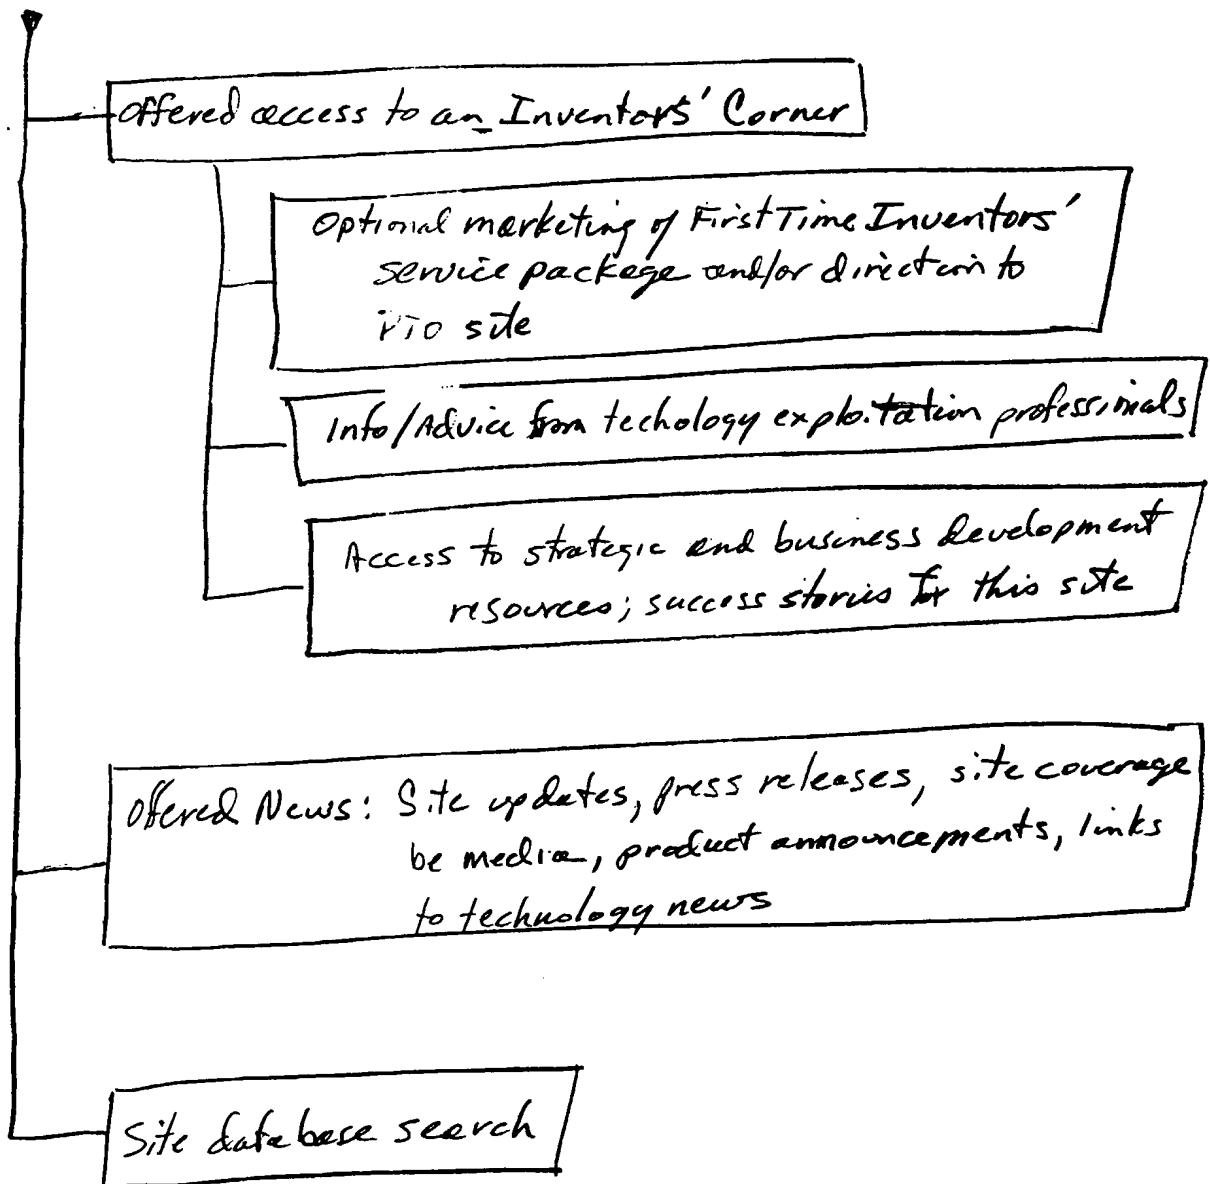 Offered access to an Inventors' Corner
Optional marketing of First Time Inventors'
service package and/or direction to
PTO site
Info/Advice from techology exploitation professionals
Access to strategic and business development
resources; success stories for this site
Offered News: Site updates, press releases, site coverage
be media, product announcements, links
to technology news
Site database search